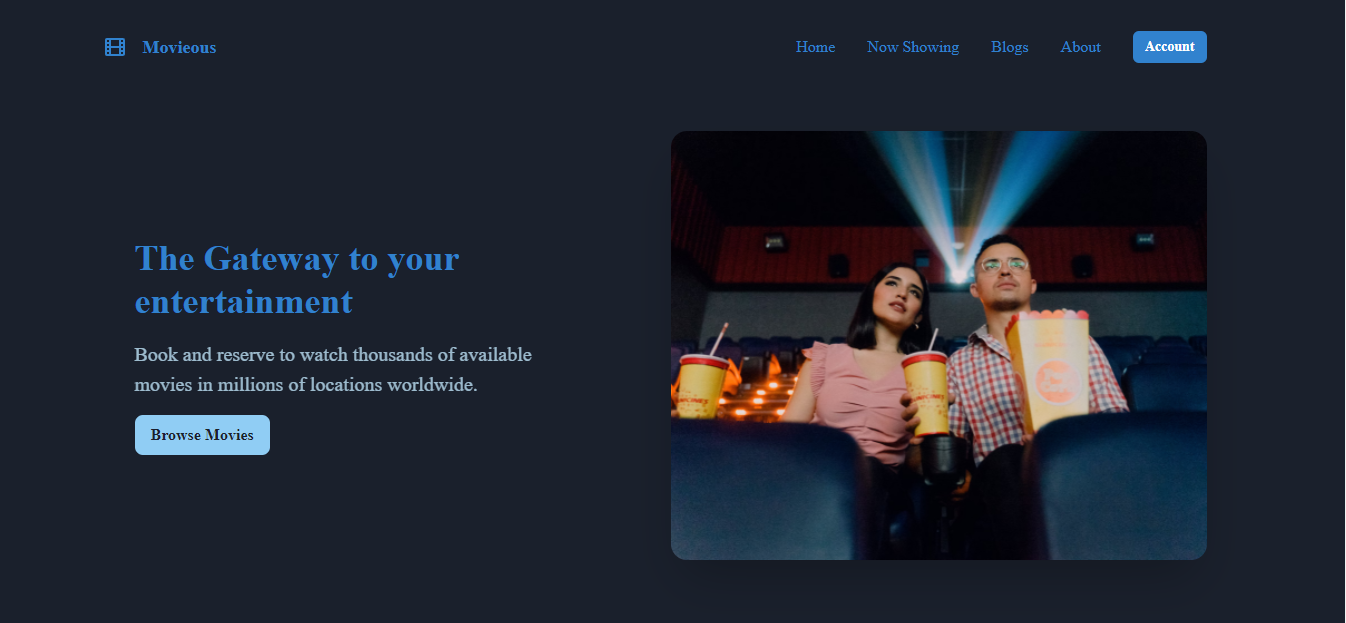 Movieous
Home
Now Showing
Blogs
About
Account
The Gateway to your
entertainment
Book and reserve to watch thousands of available
movies in millions of locations worldwide.
Browse Movies